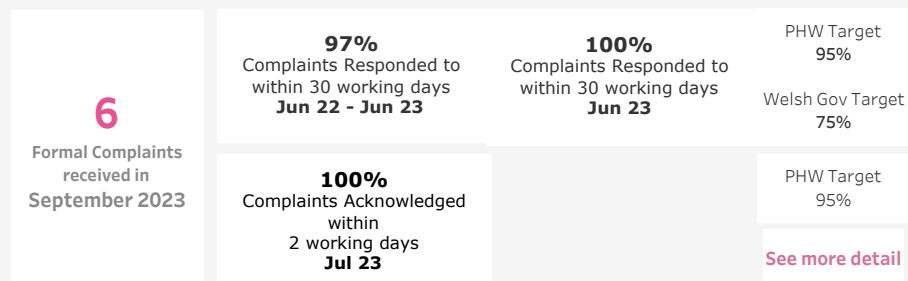 6
Formal Complaints
received in
September 2023
97%
Complaints Responded to
within 30 working days
Jun 22 - Jun 23
100%
Complaints Responded to
within 30 working days
Jun 23
PHW Target
95%
Welsh Gov Target
75%
100%
Complaints Acknowledged
within
2 working days
Jul 23
PHW Target
95%
See more detail